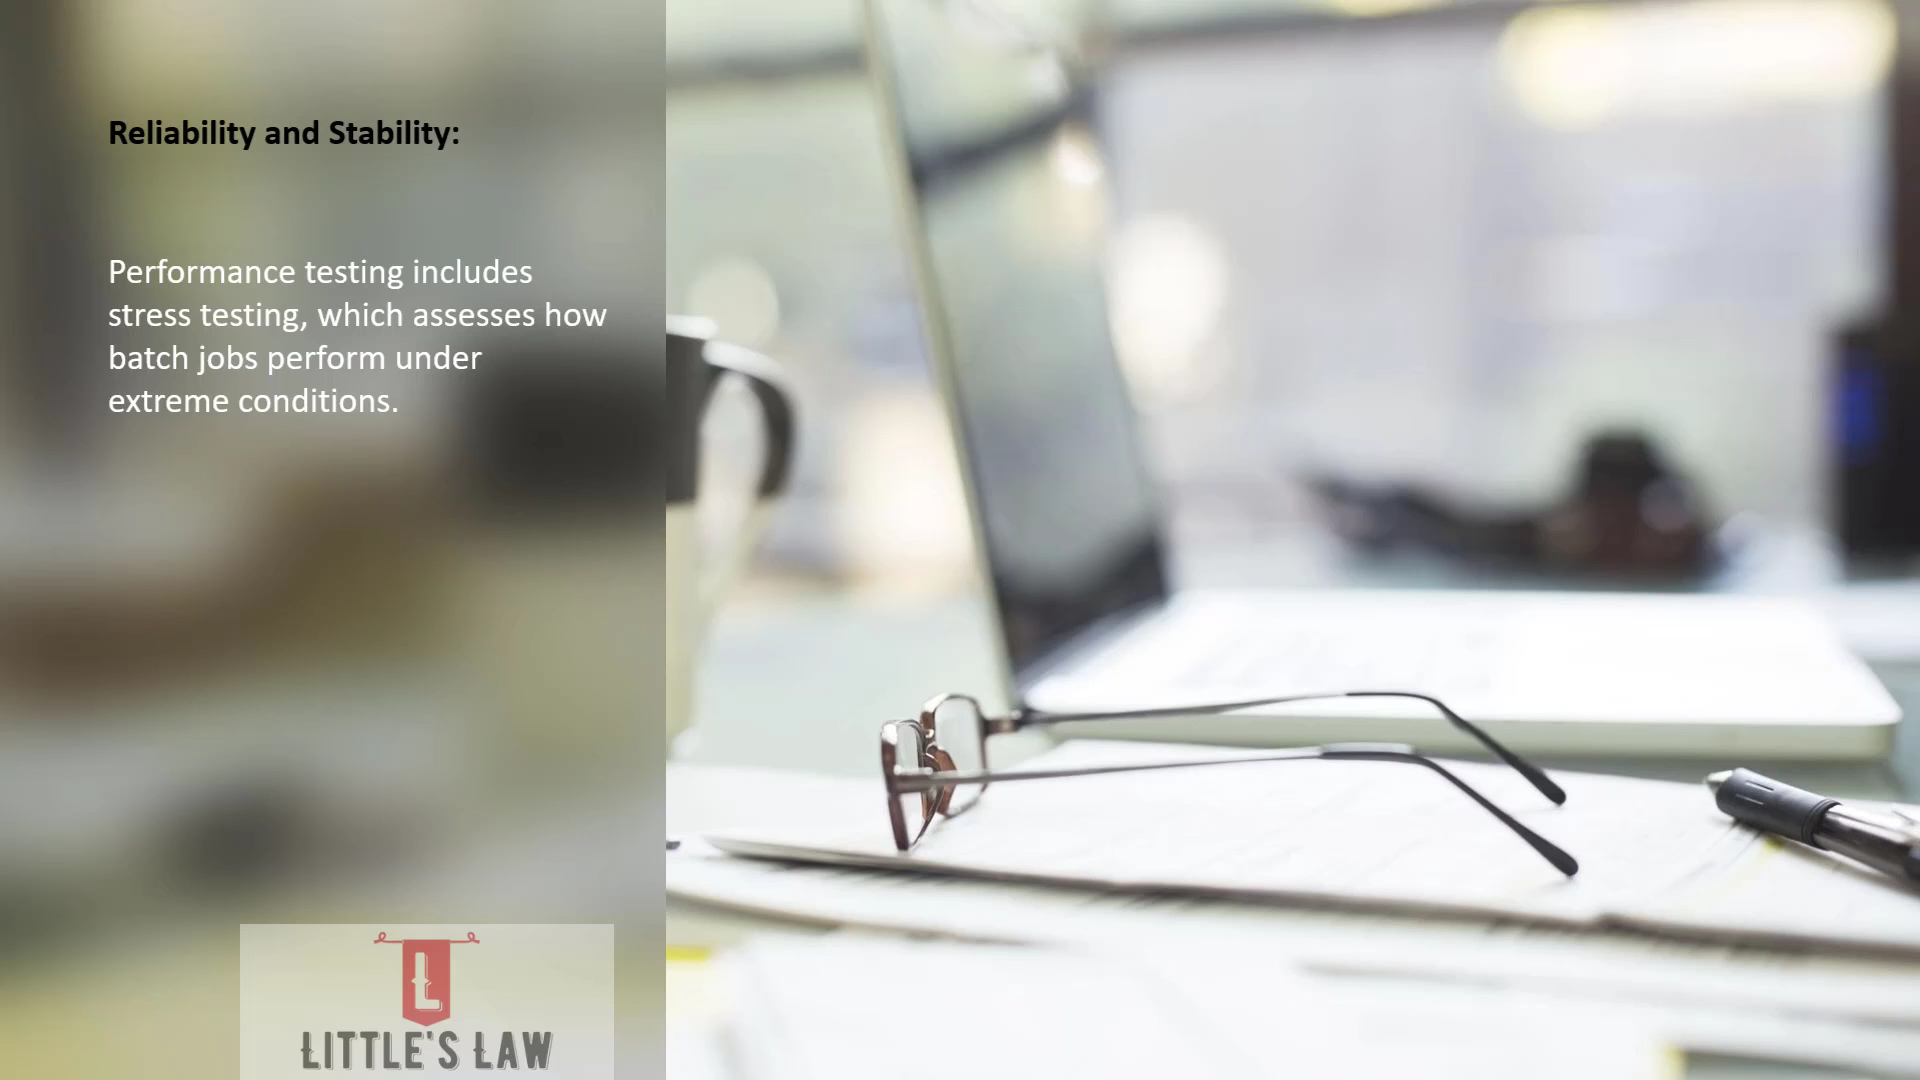 Reliability and Stability:
Performance testing includes
stress testing, which assesses how
batch jobs perform under
extreme conditions.
L
LITTLE'S LAW